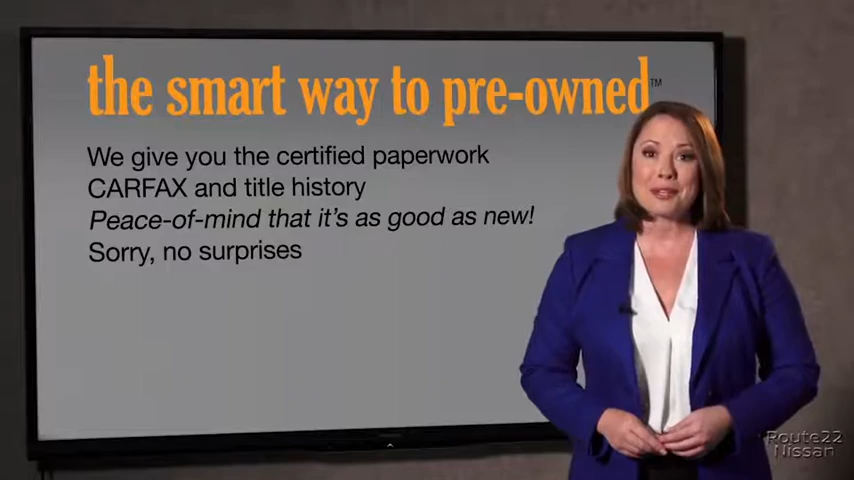 the smart way to pre-owned™
We give you the certified paperwork
CARFAX and title history
Peace-of-mind that it's as good as new!
Sorry, no surprises
Route22
Nissan